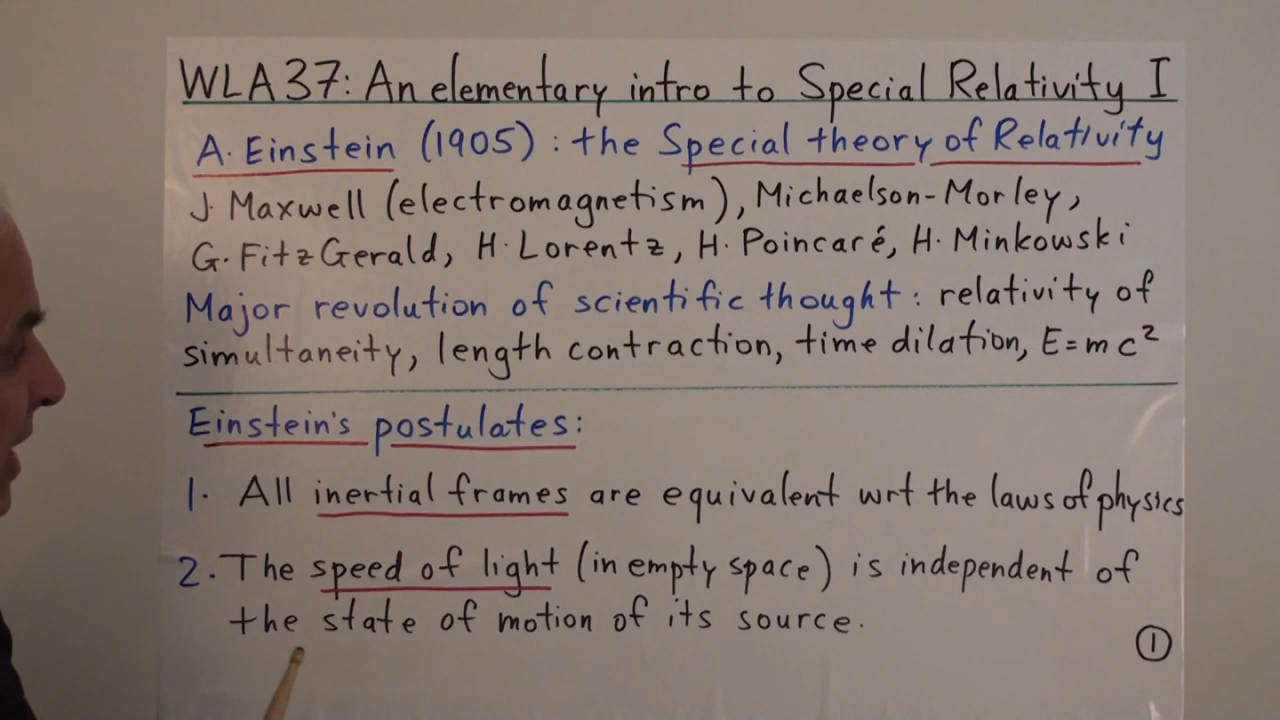 WLA37: An elementary intro to Special Relativity I
A. Einstein (1905): the Special theory of Relativity
J. Maxwell (electromagnetism), Michaelson-Morley,
G. FitzGerald, H. Lorentz, H. Poincaré, H. Minkowski
Major revolution of scientific thought: relativity of
simultaneity, length contraction, time dilation, E=mc²
Einstein's postulates:
1. All inertial frames are equivalent wrt the laws of physics
2. The speed of light (in empty space) is independent of
the state of motion of its source.
①